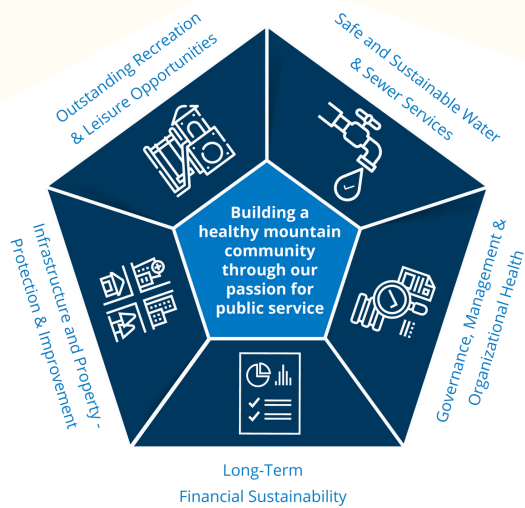 Outstanding Recreation
& Leisure Opportunities
Safe and Sustainable Water
& Sewer Services
Building a
healthy mountain
community
through our
passion for
public service
Infrastructure and Property -
Protection & Improvement
Governance, Management &
Organizational Health
Long-Term
Financial Sustainability